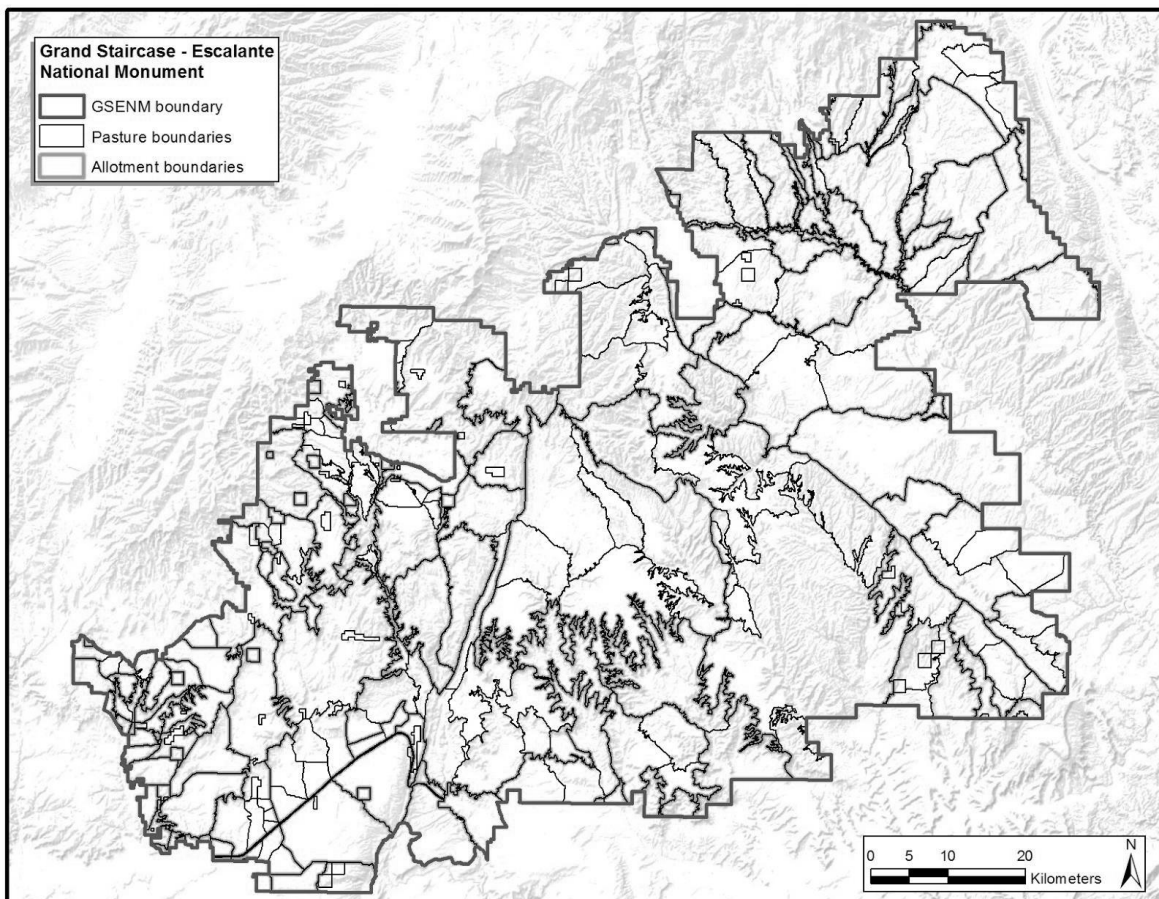 Grand Staircase - Escalante
National Monument
GSENM boundary
Pasture boundaries
Allotment boundaries
N
0 5 10 20
Kilometers